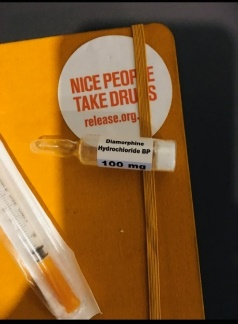 NICE PEOPLE
TAKE DRUGS
release.org.
Diamorphine
Hydrochloride BP
100 mg